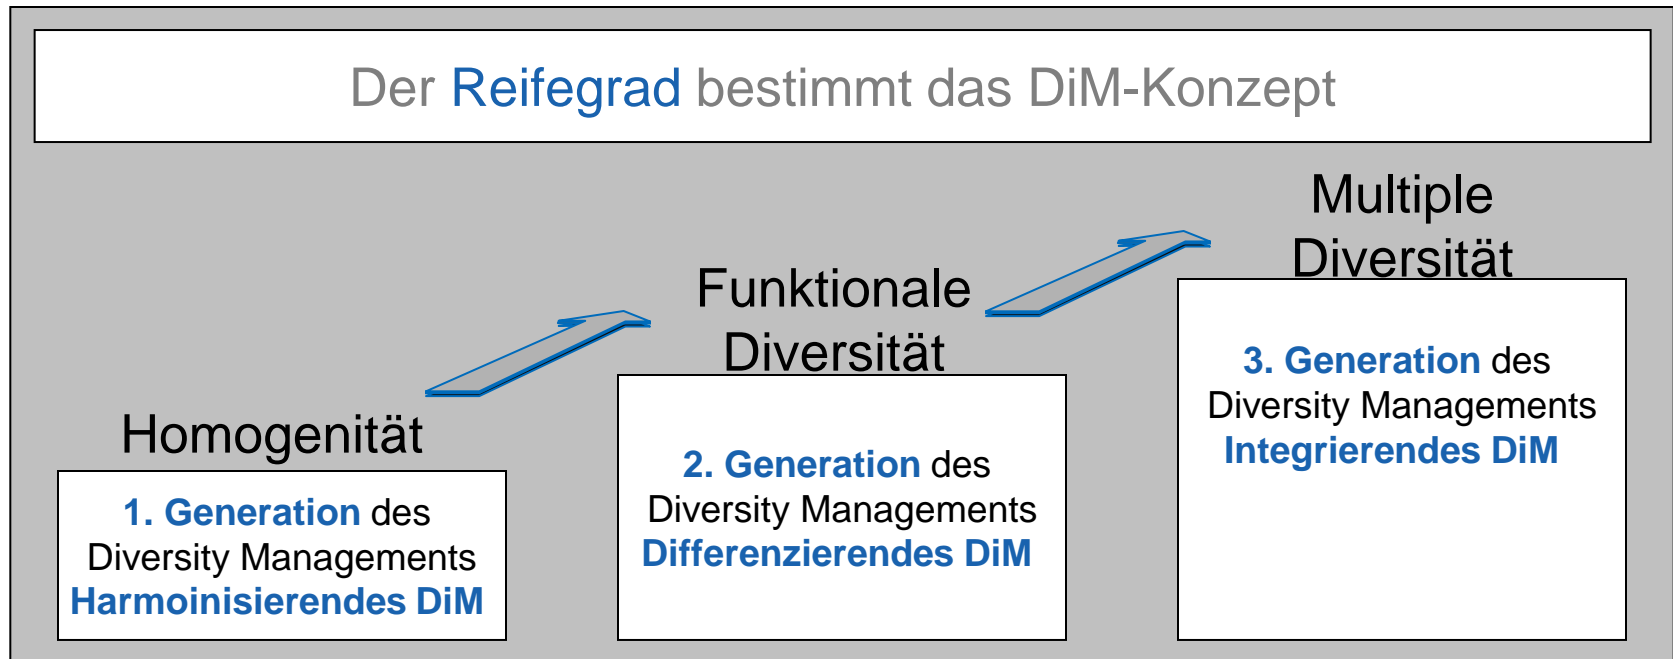 Der Reifegrad bestimmt das DiM-Konzept
Homogenität
1. Generation des
Diversity Managements
Harmoinisierendes DiM
Funktionale
Diversität
2. Generation des
Diversity Managements
Differenzierendes DiM
Multiple
Diversität
3. Generation des
Diversity Managements
Integrierendes DiM